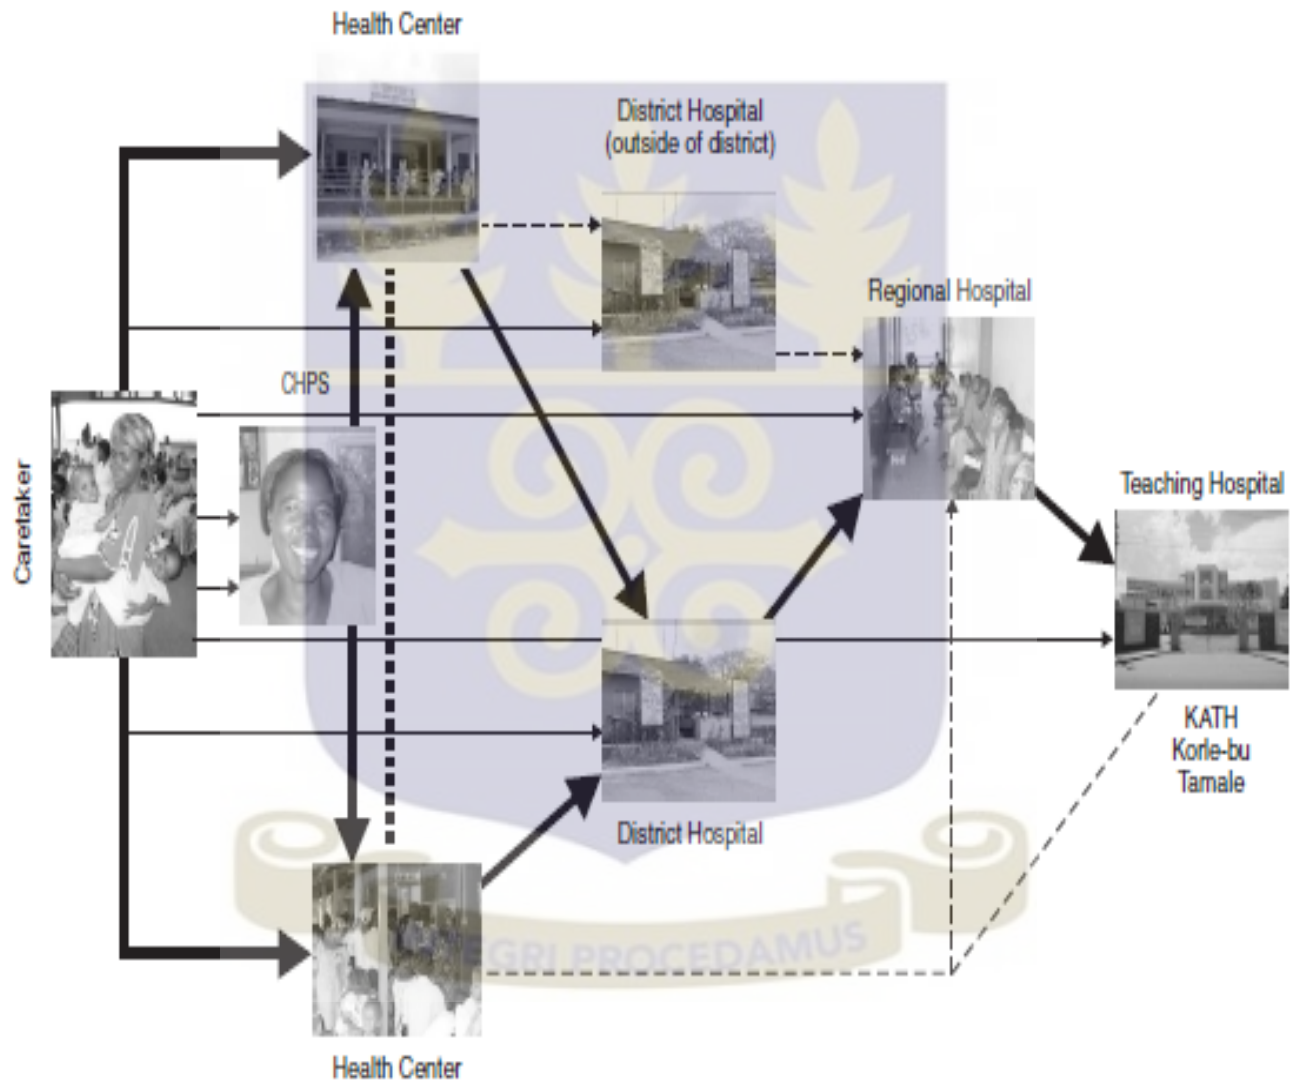 Health Center
District Hospital
(outside of district)
Regional Hospital
CHPS
Caretaker
Teaching Hospital
KATH
Korle-bu
Tamale
District Hospital
EGRI PROCEDAMUS
Health Center